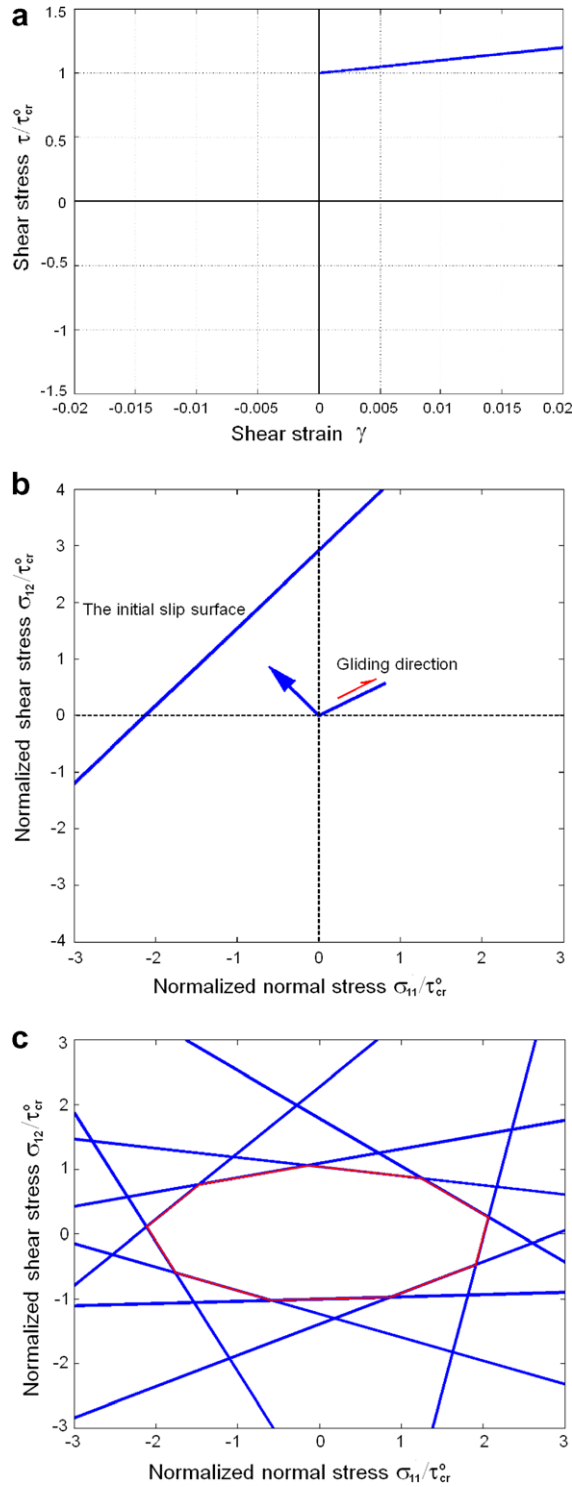 a
1.5
1
0.5
0
-0.5
-1
1.5
-0.02 -0.015 -0.01 -0.005 0 0.005 0.01 0.015 0.02
Shear stress τ/τ°cr
Shear strain γ
b
4
3
2
1
0
-1
-2
-3
-4
-3 -2 -1 0 1 2 3
The initial slip surface
Gliding direction
Normalized shear stress σ12/τ°cr
Normalized normal stress σ11/τ°cr
c
3
2
1
0
-1
-2
-3
-3 -2 -1 0 1 2 3
Normalized shear stress σ12/τ°cr
Normalized normal stress σ11/τ°cr